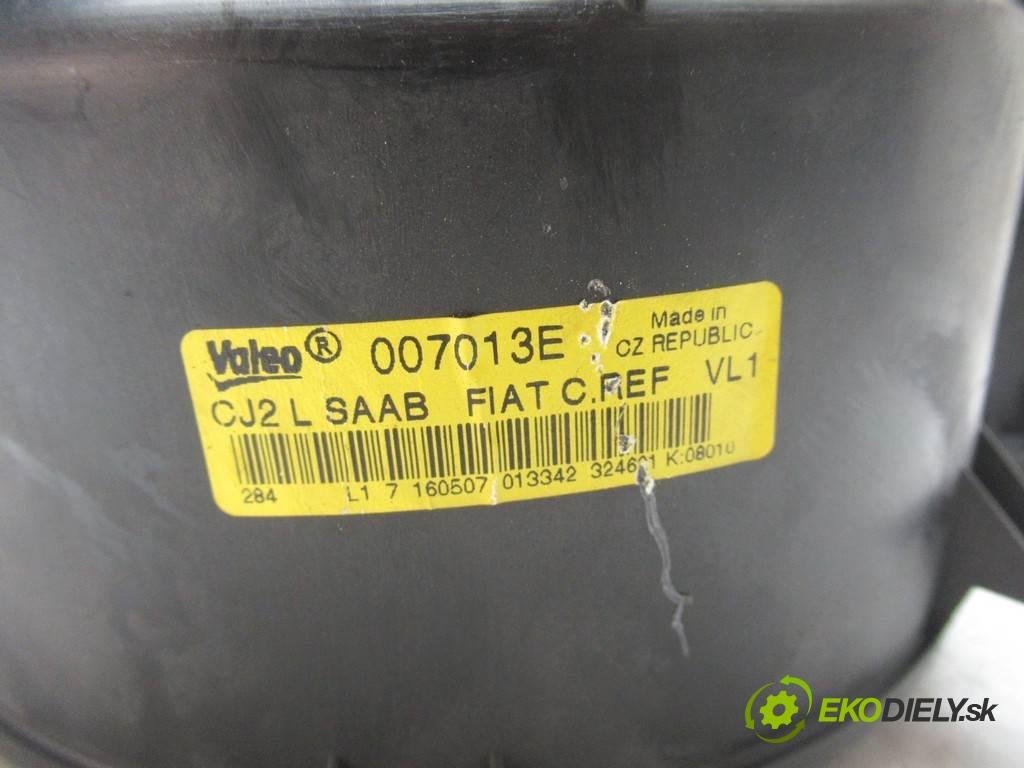 Valeo® 007013E Made in
CZ REPUBLIC
CJ2 L SAAB FIAT C.REF VL1
284 L1 7 160507 013342 324601 K:08010
EKODIELY.sk